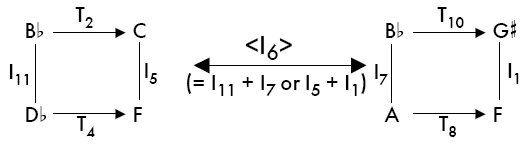 B♭ T₂ C
I₁₁ I₅
D♭ T₄ F
<I₆>
(= I₁₁ + I₇ or I₅ + I₁)
B♭ T₁₀ G♯
I₇ I₁
A T₈ F